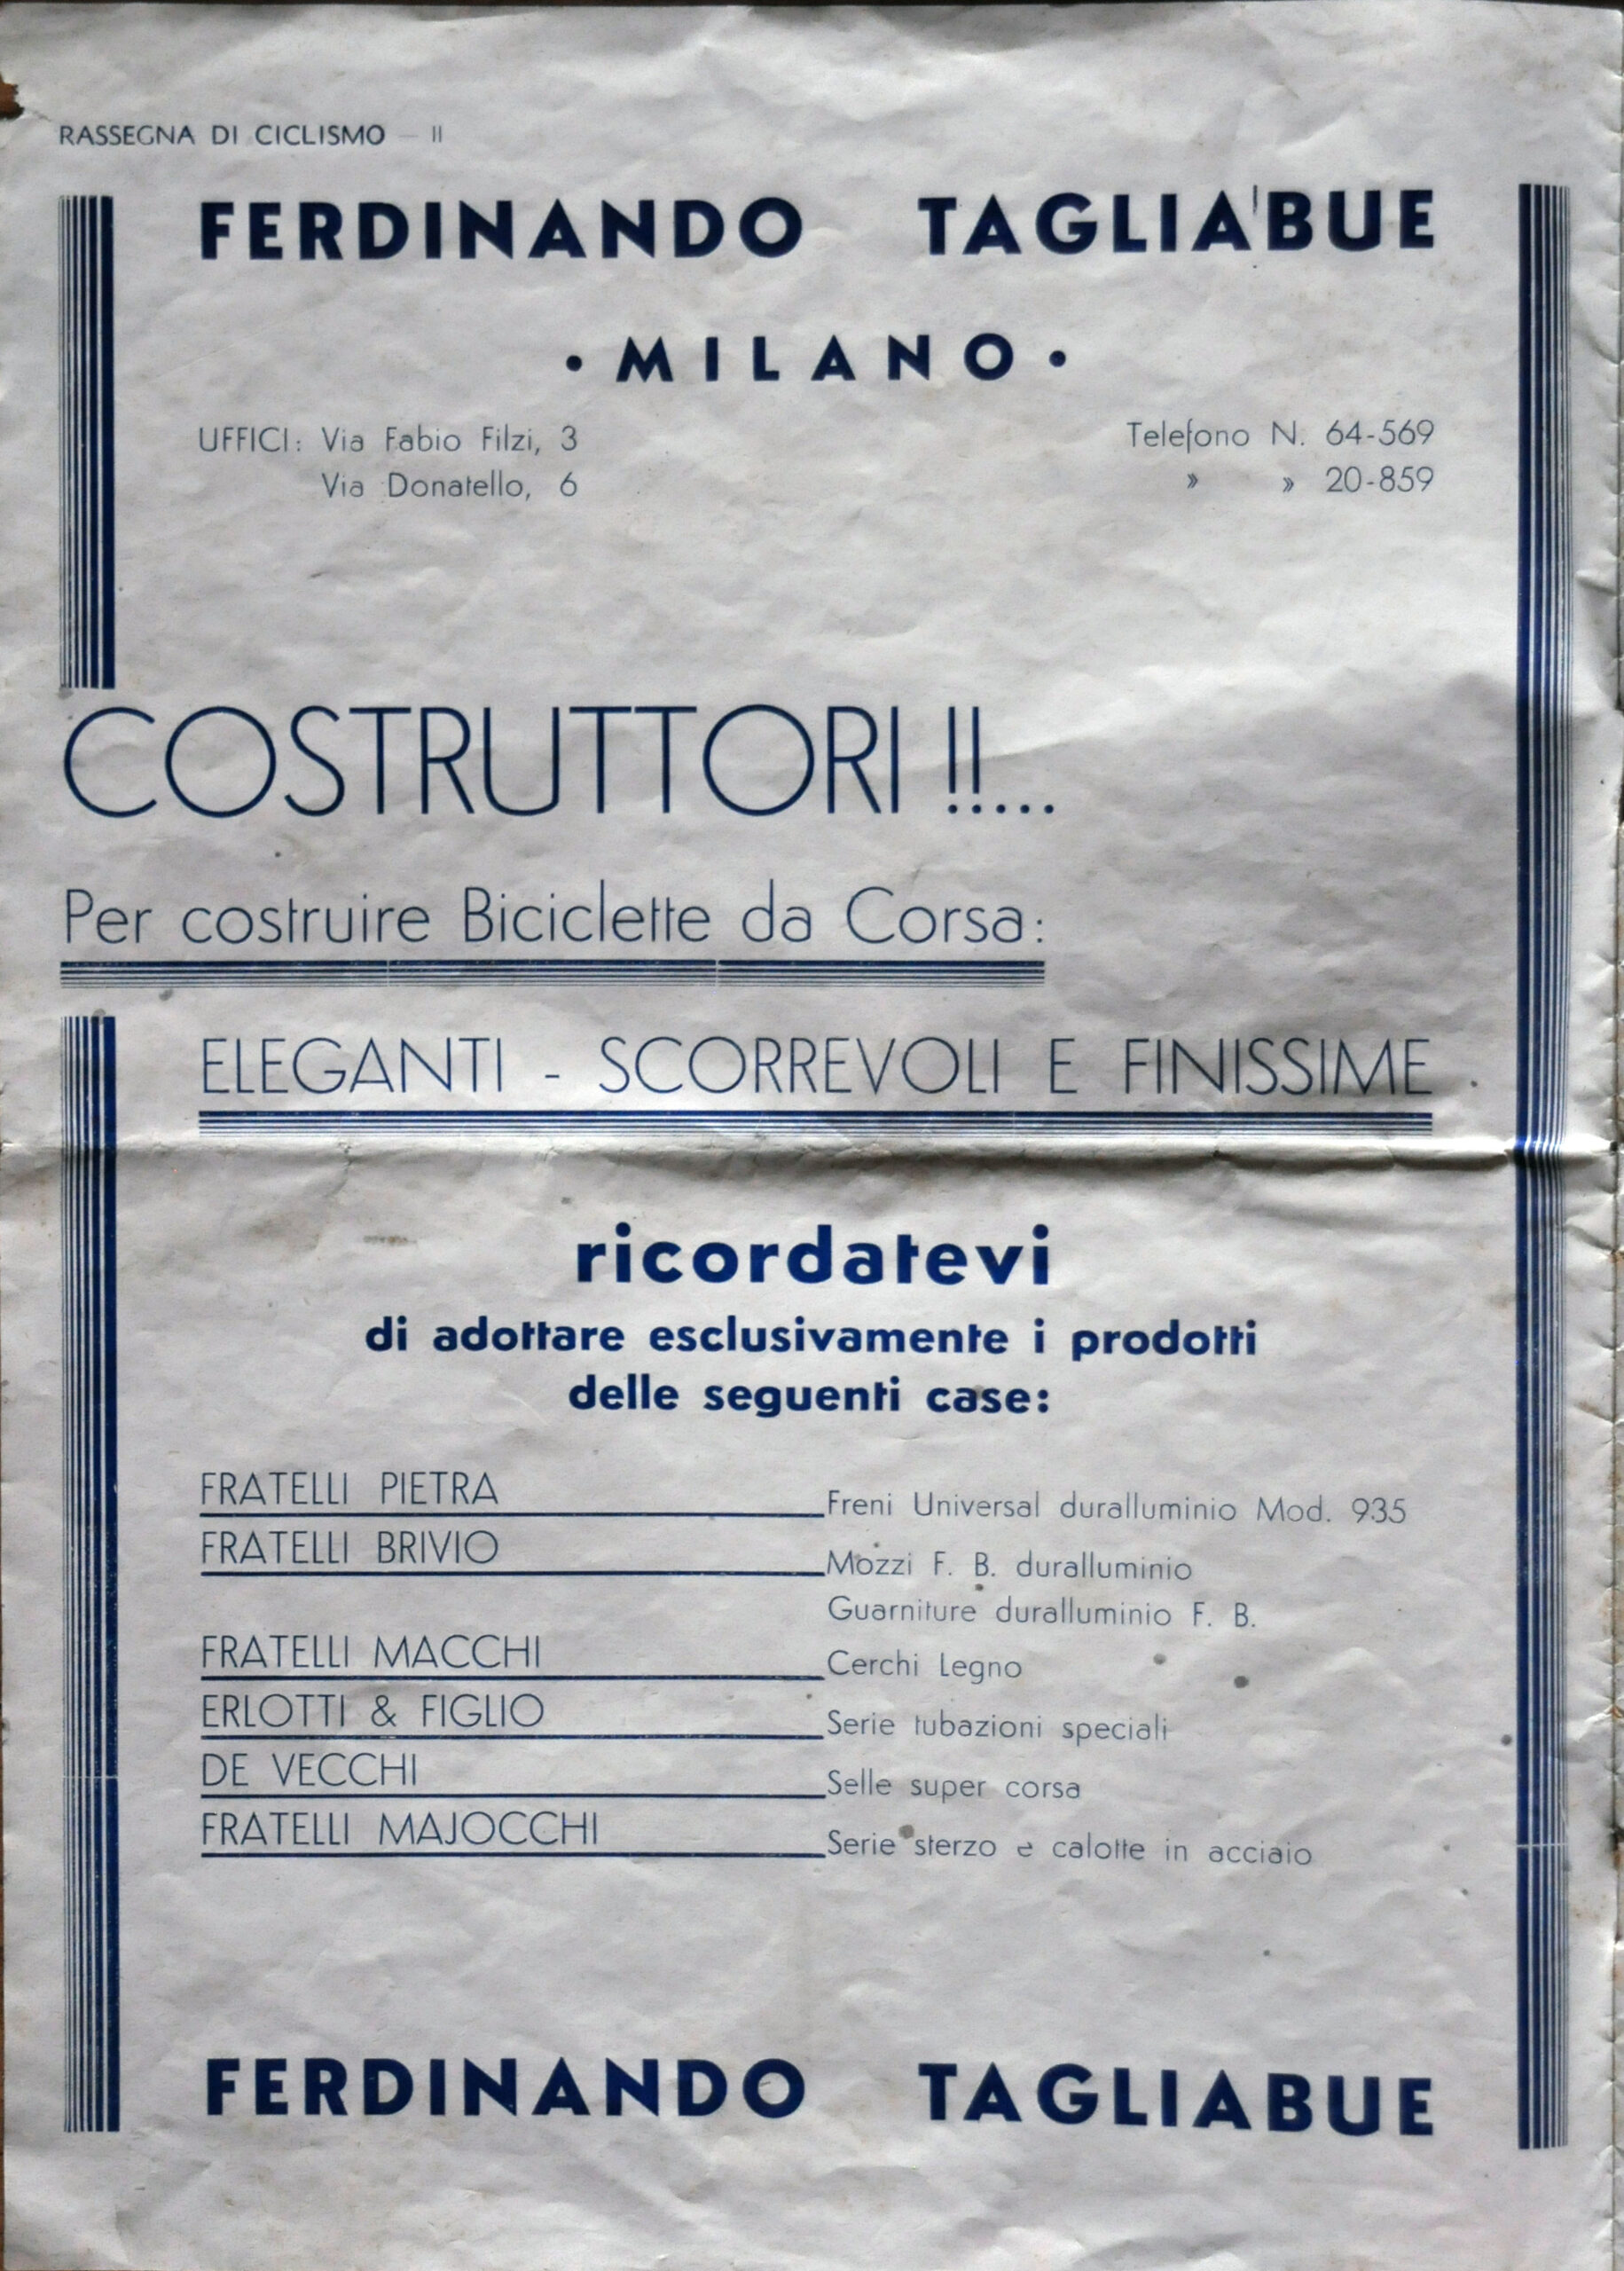 RASSEGNA DI CICLISMO — II
FERDINANDO TAGLIABUE
• MILANO •
UFFICI: Via Fabio Filzi, 3 Telefono N. 64-569
Via Donatello, 6 » » 20-859
COSTRUTTORI !!...
Per costruire Biciclette da Corsa:
ELEGANTI - SCORREVOLI E FINISSIME
ricordatevi
di adottare esclusivamente i prodotti
delle seguenti case:
FRATELLI PIETRA Freni Universal duralluminio Mod. 935
FRATELLI BRIVIO Mozzi F. B. duralluminio
Guarniture duralluminio F. B.
FRATELLI MACCHI Cerchi Legno
ERLOTTI & FIGLIO Serie tubazioni speciali
DE VECCHI Selle super corsa
FRATELLI MAJOCCHI Serie sterzo e calotte in acciaio
FERDINANDO TAGLIABUE